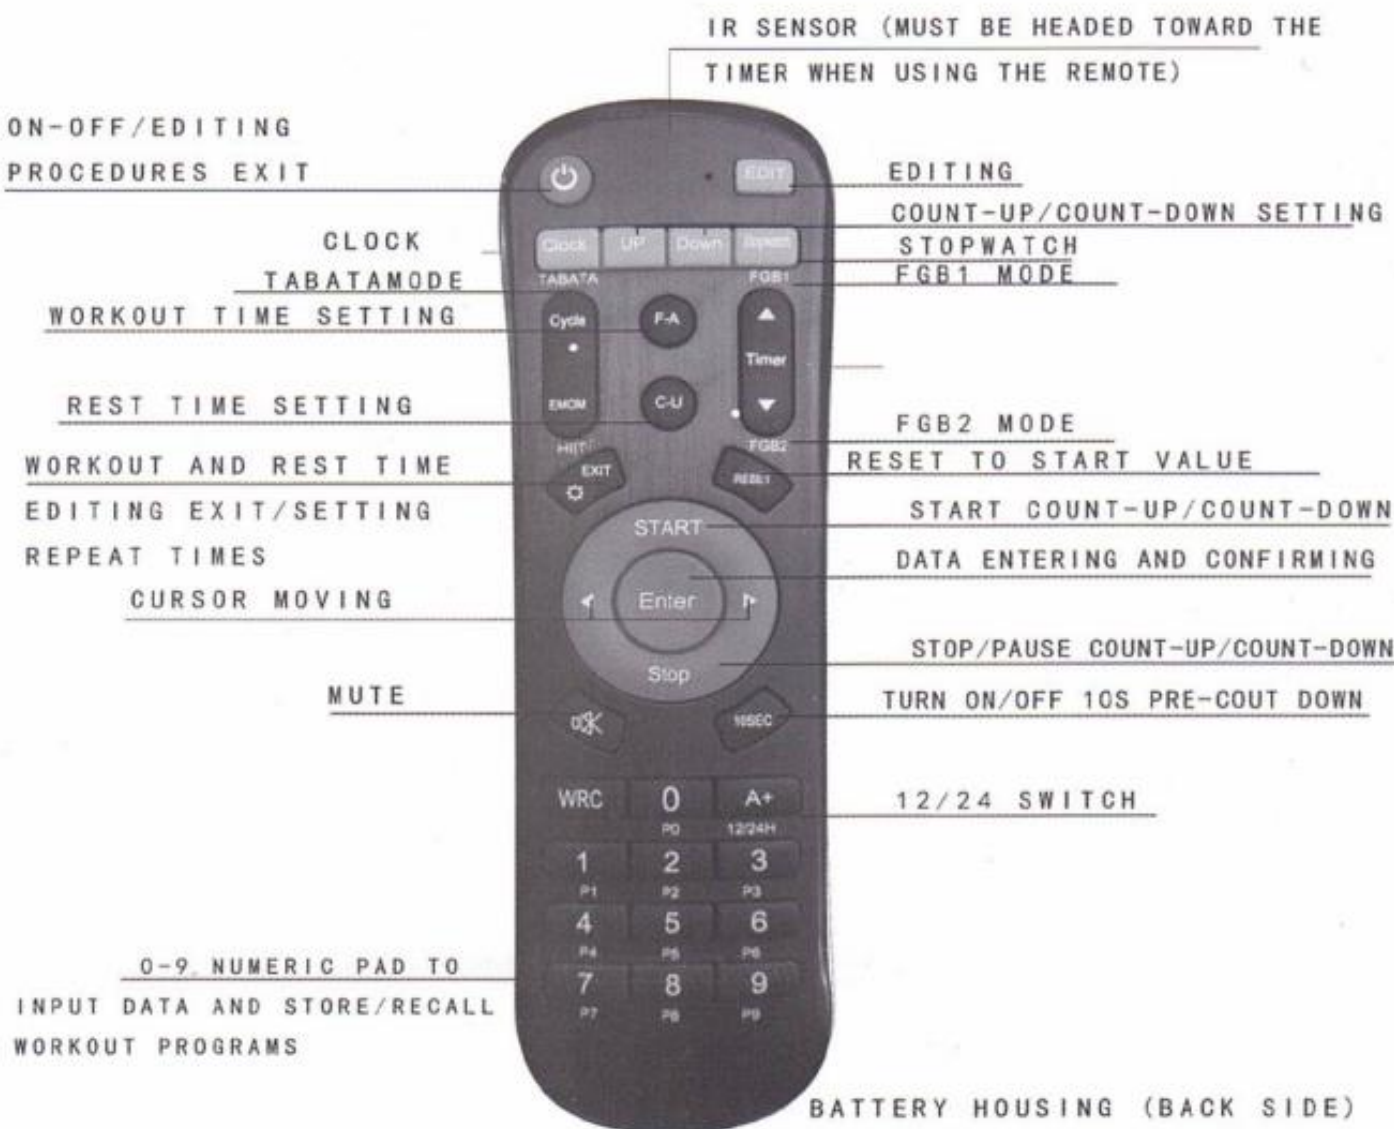 IR SENSOR (MUST BE HEADED TOWARD THE
TIMER WHEN USING THE REMOTE)
ON-OFF/EDITING
PROCEDURES EXIT
EDITING
COUNT-UP/COUNT-DOWN SETTING
CLOCK
STOPWATCH
TABATAMODE
FGB1 MODE
WORKOUT TIME SETTING
REST TIME SETTING
FGB2 MODE
WORKOUT AND REST TIME
EDITING EXIT/SETTING
REPEAT TIMES
RESET TO START VALUE
START COUNT-UP/COUNT-DOWN
DATA ENTERING AND CONFIRMING
CURSOR MOVING
STOP/PAUSE COUNT-UP/COUNT-DOWN
MUTE
TURN ON/OFF 10S PRE-COUT DOWN
12/24 SWITCH
0-9 NUMERIC PAD TO
INPUT DATA AND STORE/RECALL
WORKOUT PROGRAMS
BATTERY HOUSING (BACK SIDE)
EDIT
Clock UP Down Stopwatch
TABATA FGB1
Cycle F-A
Timer
EMOM C-U
HIIT FGB2
EXIT RESET
START
Enter
Stop
10SEC
WRC 0 A+
P0 12/24H
1 2 3
P1 P2 P3
4 5 6
P4 P5 P6
7 8 9
P7 P8 P9